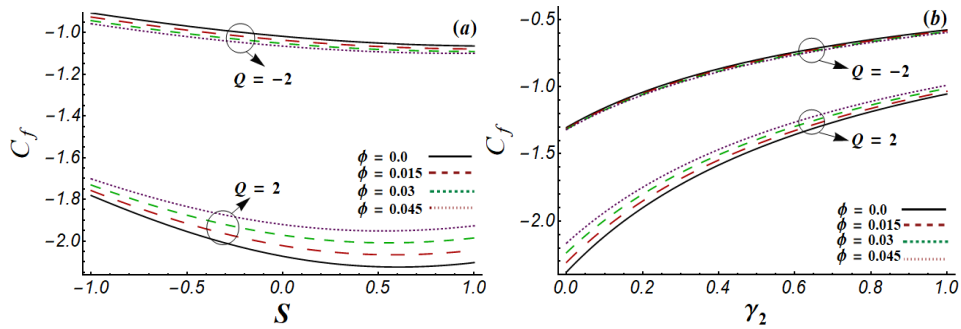 (a)
C_f
-1.0
-1.2
-1.4
-1.6
-1.8
-2.0
Q = −2
Q = 2
ϕ = 0.0
ϕ = 0.015
ϕ = 0.03
ϕ = 0.045
-1.0 -0.5 0.0 0.5 1.0
S
(b)
C_f
-0.5
-1.0
-1.5
-2.0
Q = −2
Q = 2
ϕ = 0.0
ϕ = 0.015
ϕ = 0.03
ϕ = 0.045
0.0 0.2 0.4 0.6 0.8 1.0
γ₂